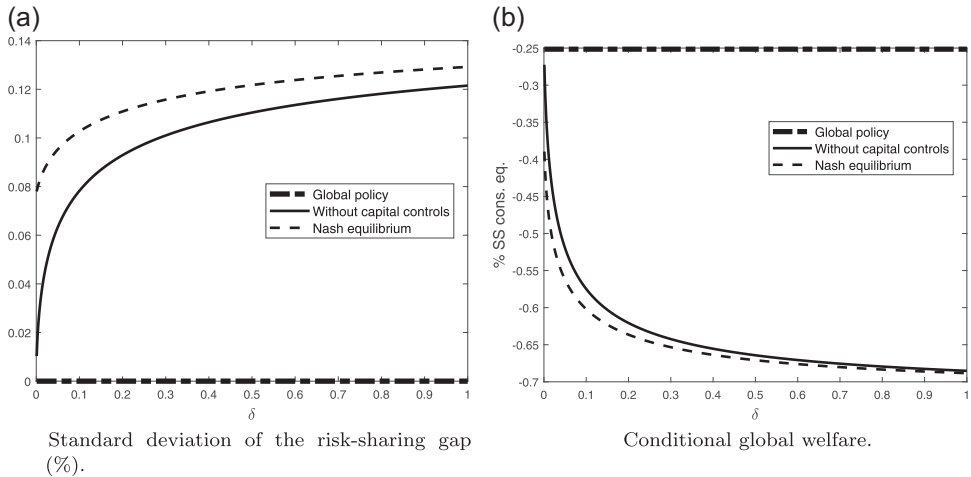 (a)
0.14
0.12
0.1
0.08
0.06
0.04
0.02
0
Global policy
Without capital controls
Nash equilibrium
0 0.1 0.2 0.3 0.4 0.5 0.6 0.7 0.8 0.9 1
δ
Standard deviation of the risk-sharing gap
(%).
(b)
% SS cons. eq.
-0.25
-0.3
-0.35
-0.4
-0.45
-0.5
-0.55
-0.6
-0.65
-0.7
Global policy
Without capital controls
Nash equilibrium
0 0.1 0.2 0.3 0.4 0.5 0.6 0.7 0.8 0.9 1
δ
Conditional global welfare.